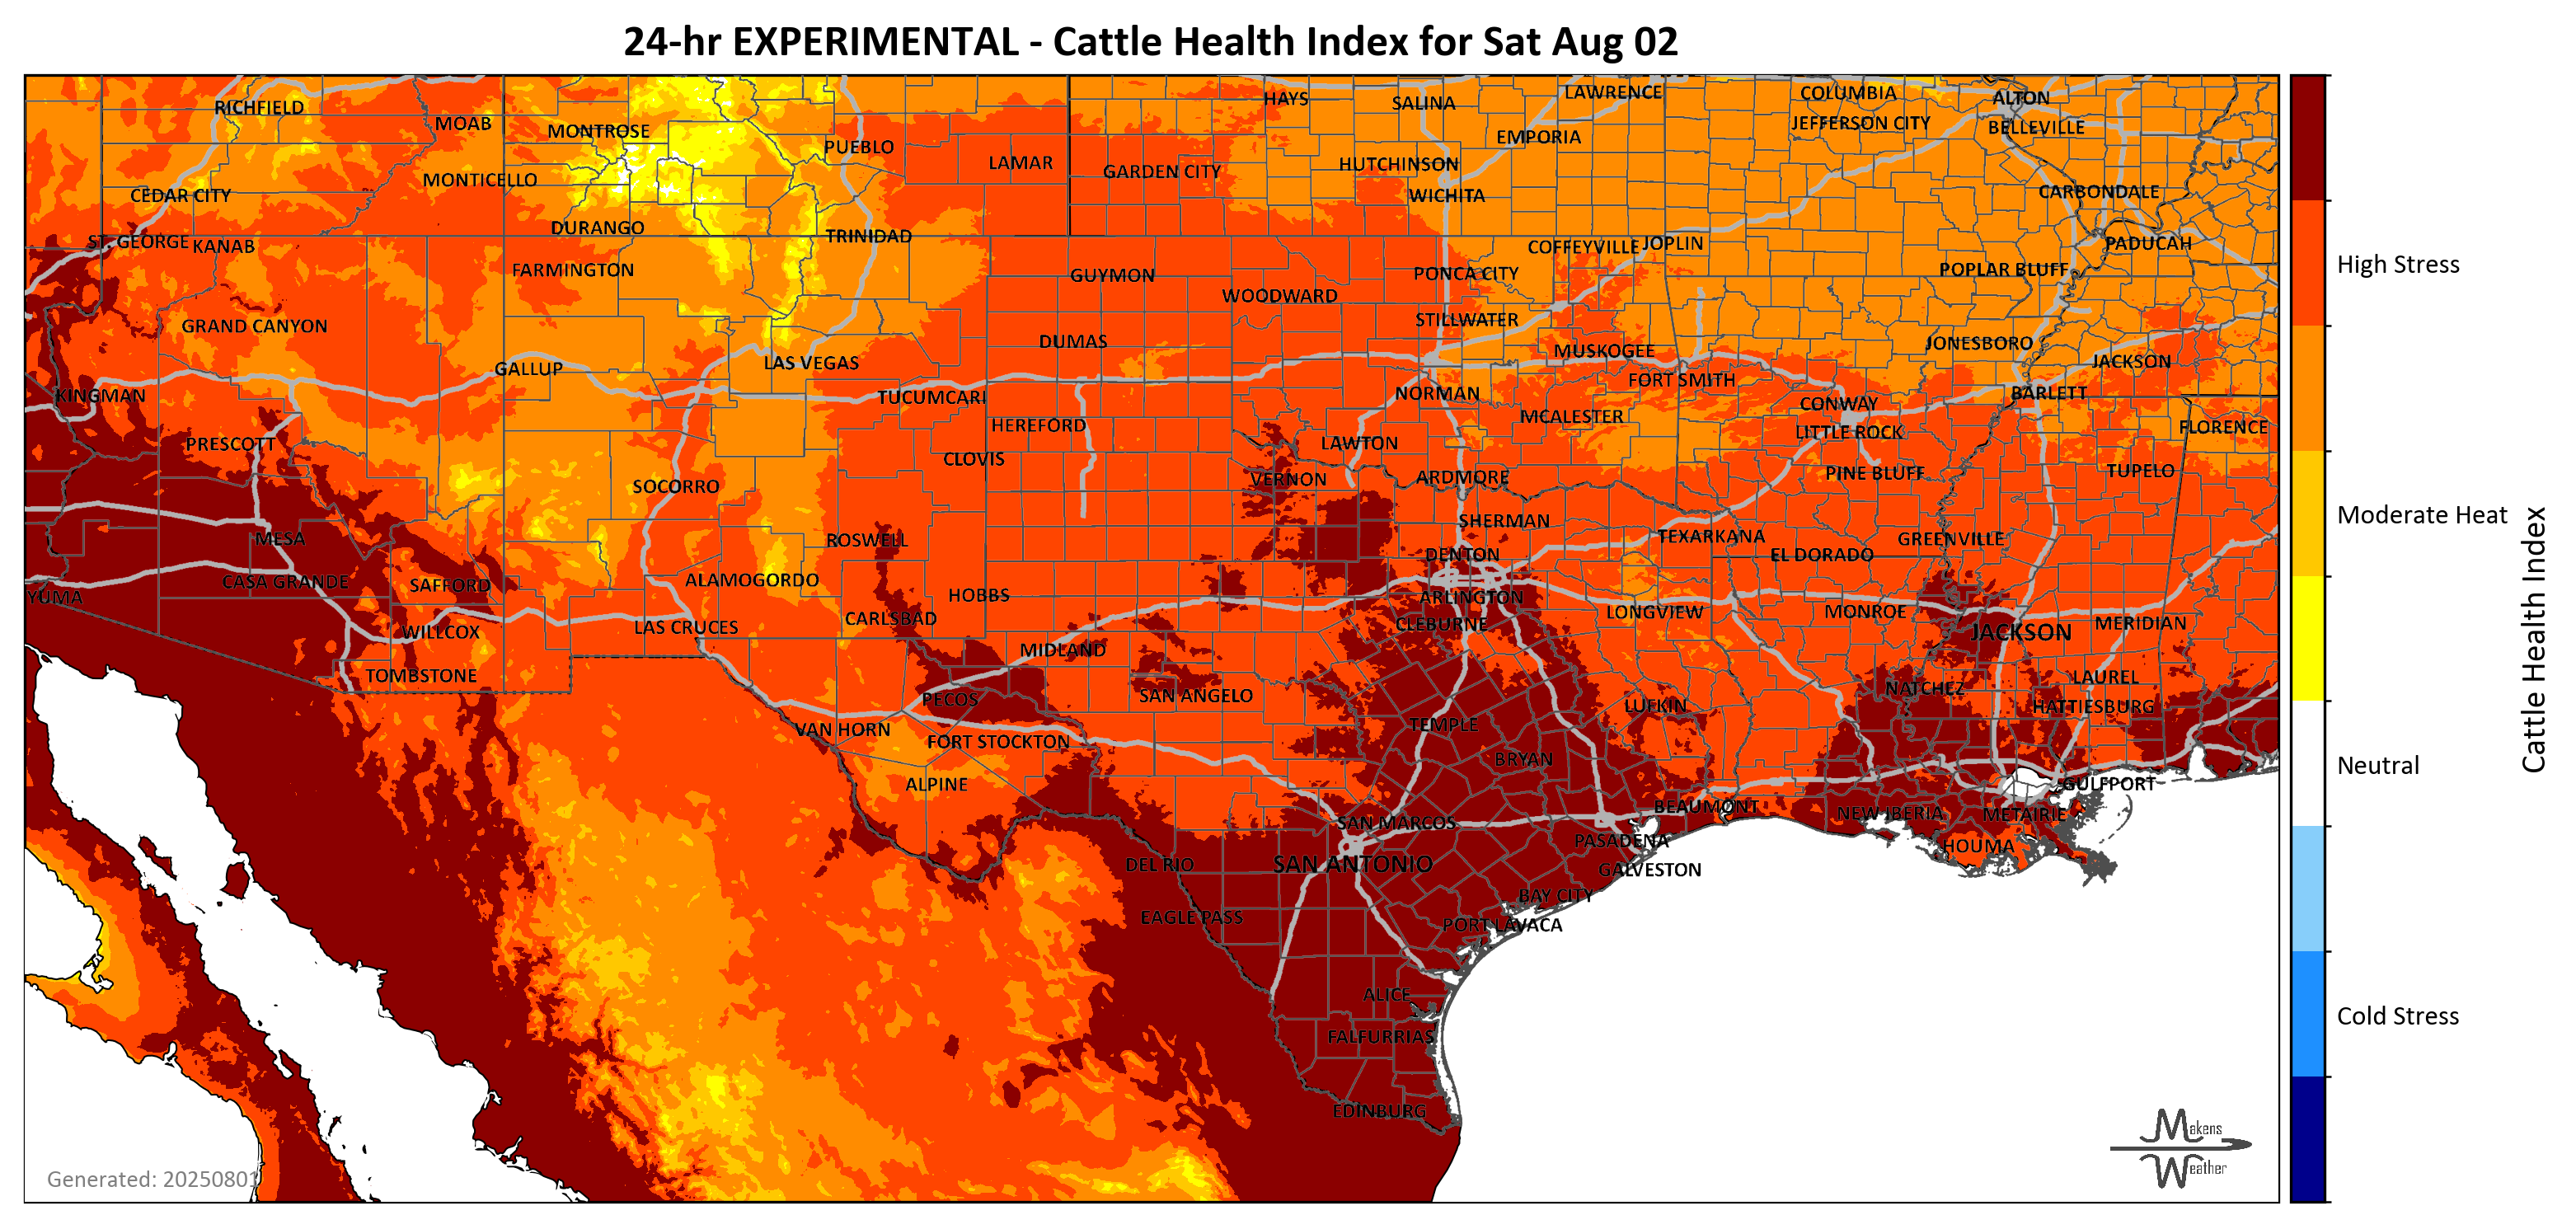 24-hr EXPERIMENTAL - Cattle Health Index for Sat Aug 02
RICHFIELD
MOAB
MONTROSE
PUEBLO
LAMAR
GARDEN CITY
HAYS
SALINA
LAWRENCE
COLUMBIA
ALTON
EMPORIA
JEFFERSON CITY
BELLEVILLE
CEDAR CITY
MONTICELLO
HUTCHINSON
WICHITA
CARBONDALE
ST. GEORGE
KANAB
DURANGO
TRINIDAD
COFFEYVILLE
JOPLIN
PADUCAH
FARMINGTON
GUYMON
PONCA CITY
POPLAR BLUFF
High Stress
WOODWARD
GRAND CANYON
STILLWATER
DUMAS
MUSKOGEE
JONESBORO
GALLUP
LAS VEGAS
JACKSON
KINGMAN
TUCUMCARI
NORMAN
FORT SMITH
BARLETT
HEREFORD
MCALESTER
CONWAY
PRESCOTT
LAWTON
LITTLE ROCK
FLORENCE
CLOVIS
SOCORRO
VERNON
ARDMORE
PINE BLUFF
TUPELO
Moderate Heat
SHERMAN
MESA
ROSWELL
DENTON
TEXARKANA
EL DORADO
GREENVILLE
CASA GRANDE
SAFFORD
ALAMOGORDO
YUMA
HOBBS
ARLINGTON
LONGVIEW
MONROE
WILLCOX
LAS CRUCES
CARLSBAD
CLEBURNE
JACKSON
MERIDIAN
Cattle Health Index
TOMBSTONE
MIDLAND
PECOS
SAN ANGELO
NATCHEZ
LAUREL
LUFKIN
HATTIESBURG
VAN HORN
FORT STOCKTON
TEMPLE
BRYAN
Neutral
ALPINE
GULFPORT
SAN MARCOS
BEAUMONT
NEW IBERIA
METAIRIE
DEL RIO
SAN ANTONIO
PASADENA
GALVESTON
HOUMA
EAGLE PASS
BAY CITY
PORT LAVACA
ALICE
FALFURRIAS
Cold Stress
EDINBURG
Makens
Weather
Generated: 20250801